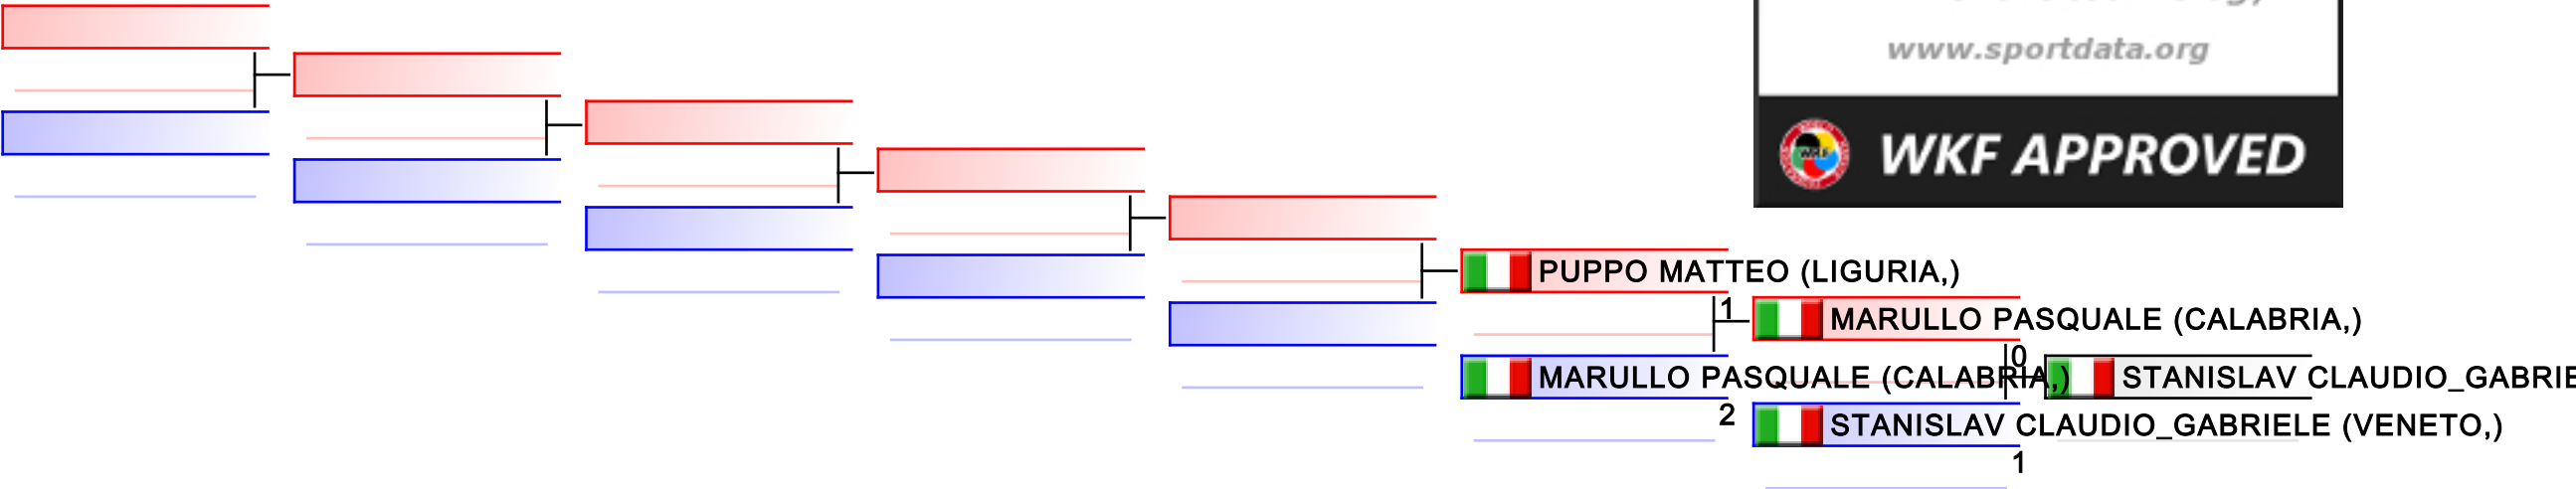 www.sportdata.org
WKF APPROVED
PUPPO MATTEO (LIGURIA,)
1
MARULLO PASQUALE (CALABRIA,)
0
MARULLO PASQUALE (CALABRIA,)
STANISLAV CLAUDIO_GABRIE
2
STANISLAV CLAUDIO_GABRIELE (VENETO,)
1